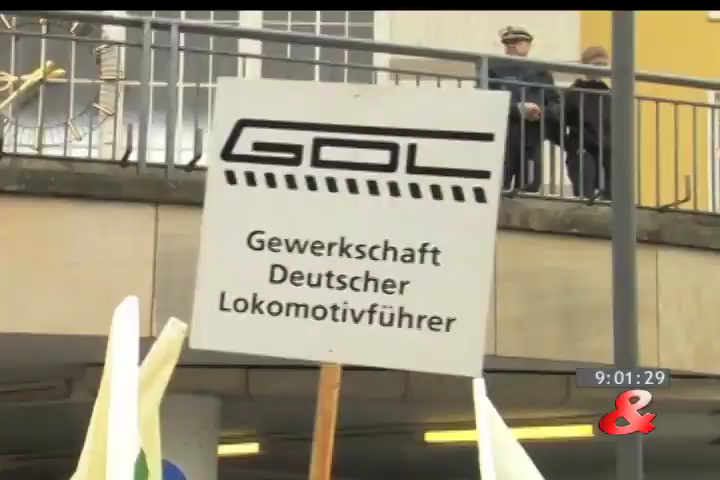 GDL
Gewerkschaft
Deutscher
Lokomotivführer
9:01:29
&